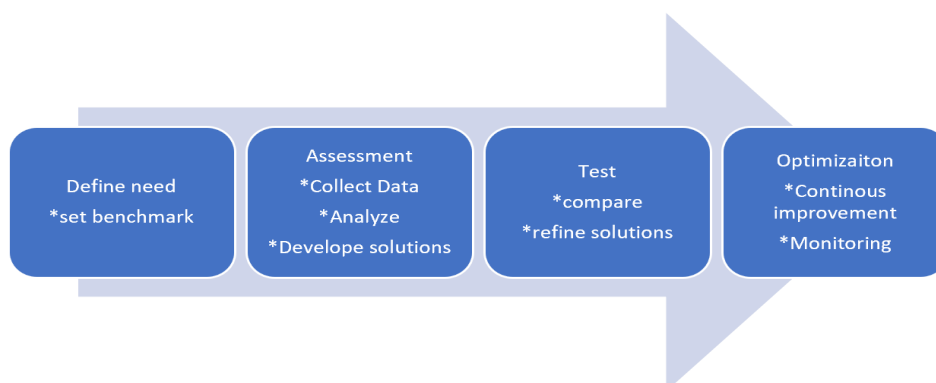 Define need
*set benchmark
Assessment
*Collect Data
*Analyze
*Develope solutions
Test
*compare
*refine solutions
Optimizaiton
*Continous
improvement
*Monitoring